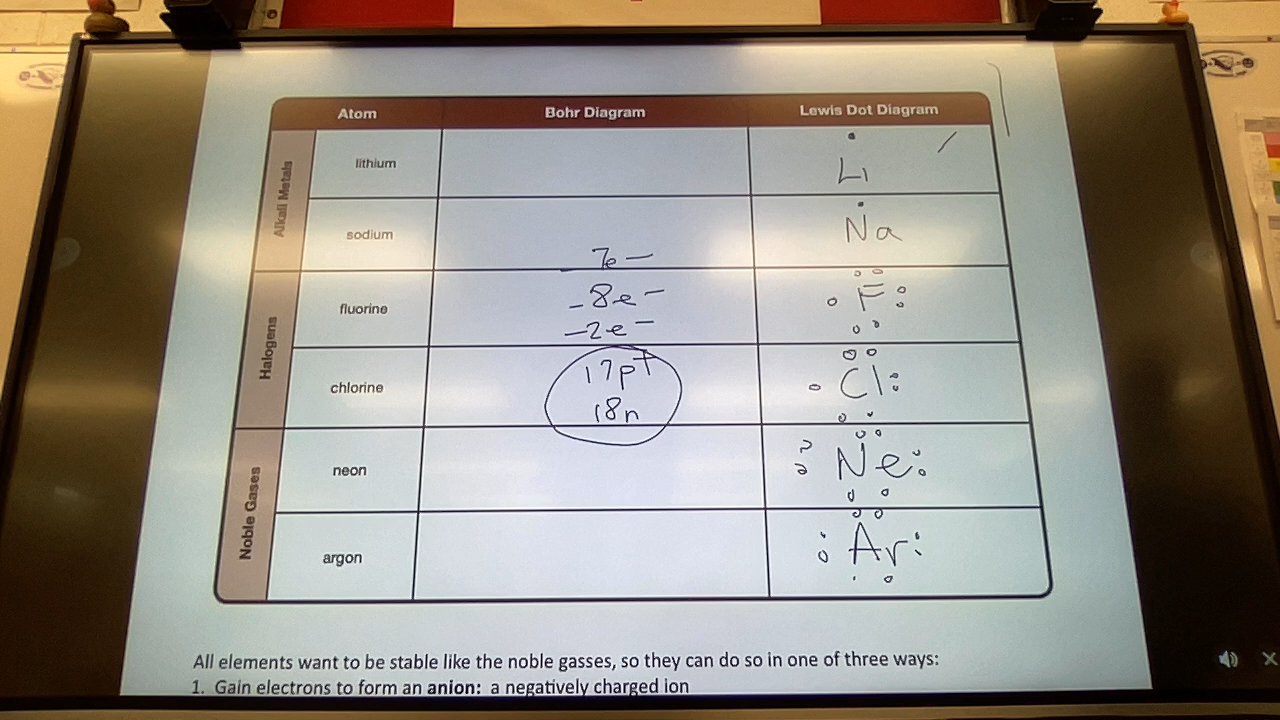 Atom Bohr Diagram Lewis Dot Diagram
Alkali Metals
lithium
Li
sodium
Na
7e-
Halogens
fluorine
-8e-
F
-2e-
chlorine
17p+
Cl
18n
Noble Gases
neon
Ne
argon
Ar
All elements want to be stable like the noble gasses, so they can do so in one of three ways:
1. Gain electrons to form an anion: a negatively charged ion